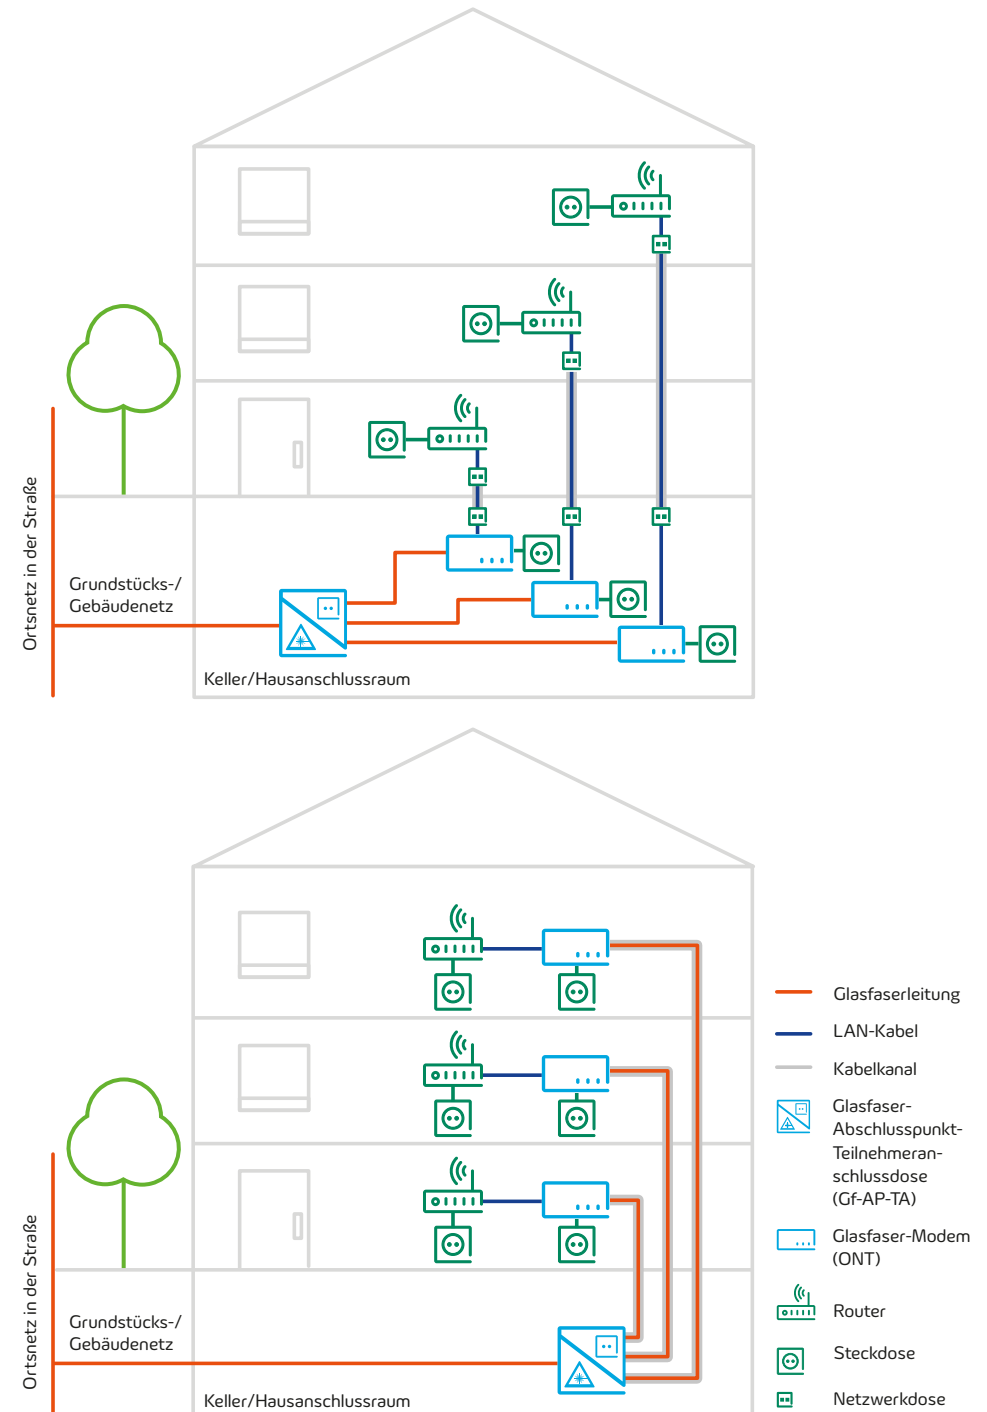 Ortsnetz in der Straße
Grundstücks-/
Gebäudenetz
Keller/Hausanschlussraum
Ortsnetz in der Straße
Grundstücks-/
Gebäudenetz
Keller/Hausanschlussraum
Glasfaserleitung
LAN-Kabel
Kabelkanal
Glasfaser-
Abschlusspunkt-
Teilnehmeran-
schlussdose
(Gf-AP-TA)
Glasfaser-Modem
(ONT)
Router
Steckdose
Netzwerkdose